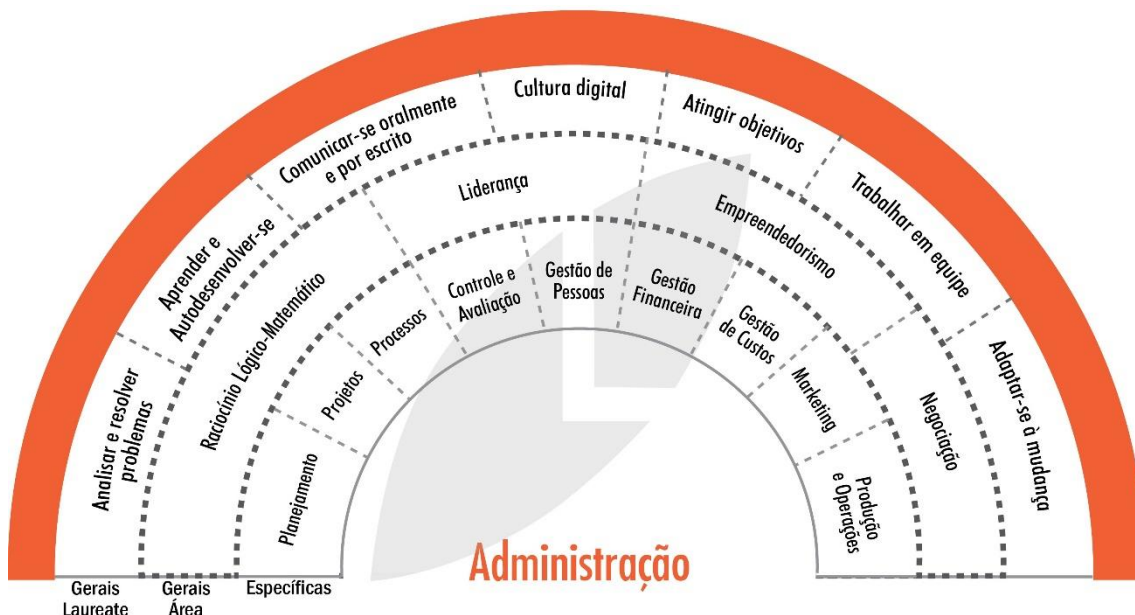 Analisar e resolver
problemas
Aprender e
Autodesenvolver-se
Comunicar-se oralmente
e por escrito
Cultura digital
Atingir objetivos
Trabalhar em equipe
Adaptar-se à mudança
Raciocínio Lógico-Matemático
Liderança
Empreendedorismo
Negociação
Planejamento
Projetos
Processos
Controle e
Avaliação
Gestão de
Pessoas
Gestão
Financeira
Gestão
de Custos
Marketing
Produção
e Operações
Administração
Gerais
Laureate
Gerais
Área
Específicas